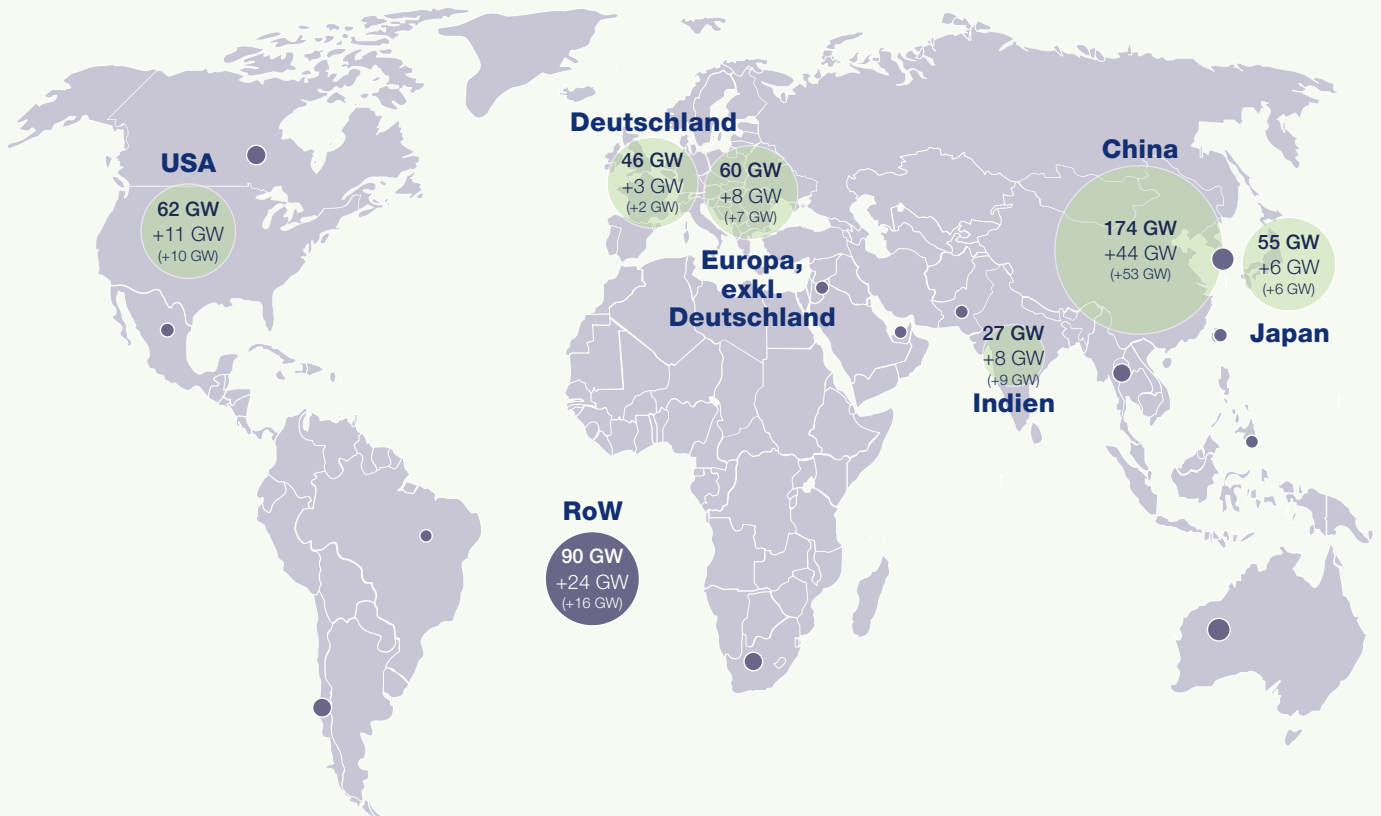 USA
62 GW
+11 GW
(+10 GW)
Deutschland
46 GW
+3 GW
(+2 GW)
60 GW
+8 GW
(+7 GW)
Europa,
exkl.
Deutschland
China
174 GW
+44 GW
(+53 GW)
55 GW
+6 GW
(+6 GW)
Japan
27 GW
+8 GW
(+9 GW)
Indien
RoW
90 GW
+24 GW
(+16 GW)